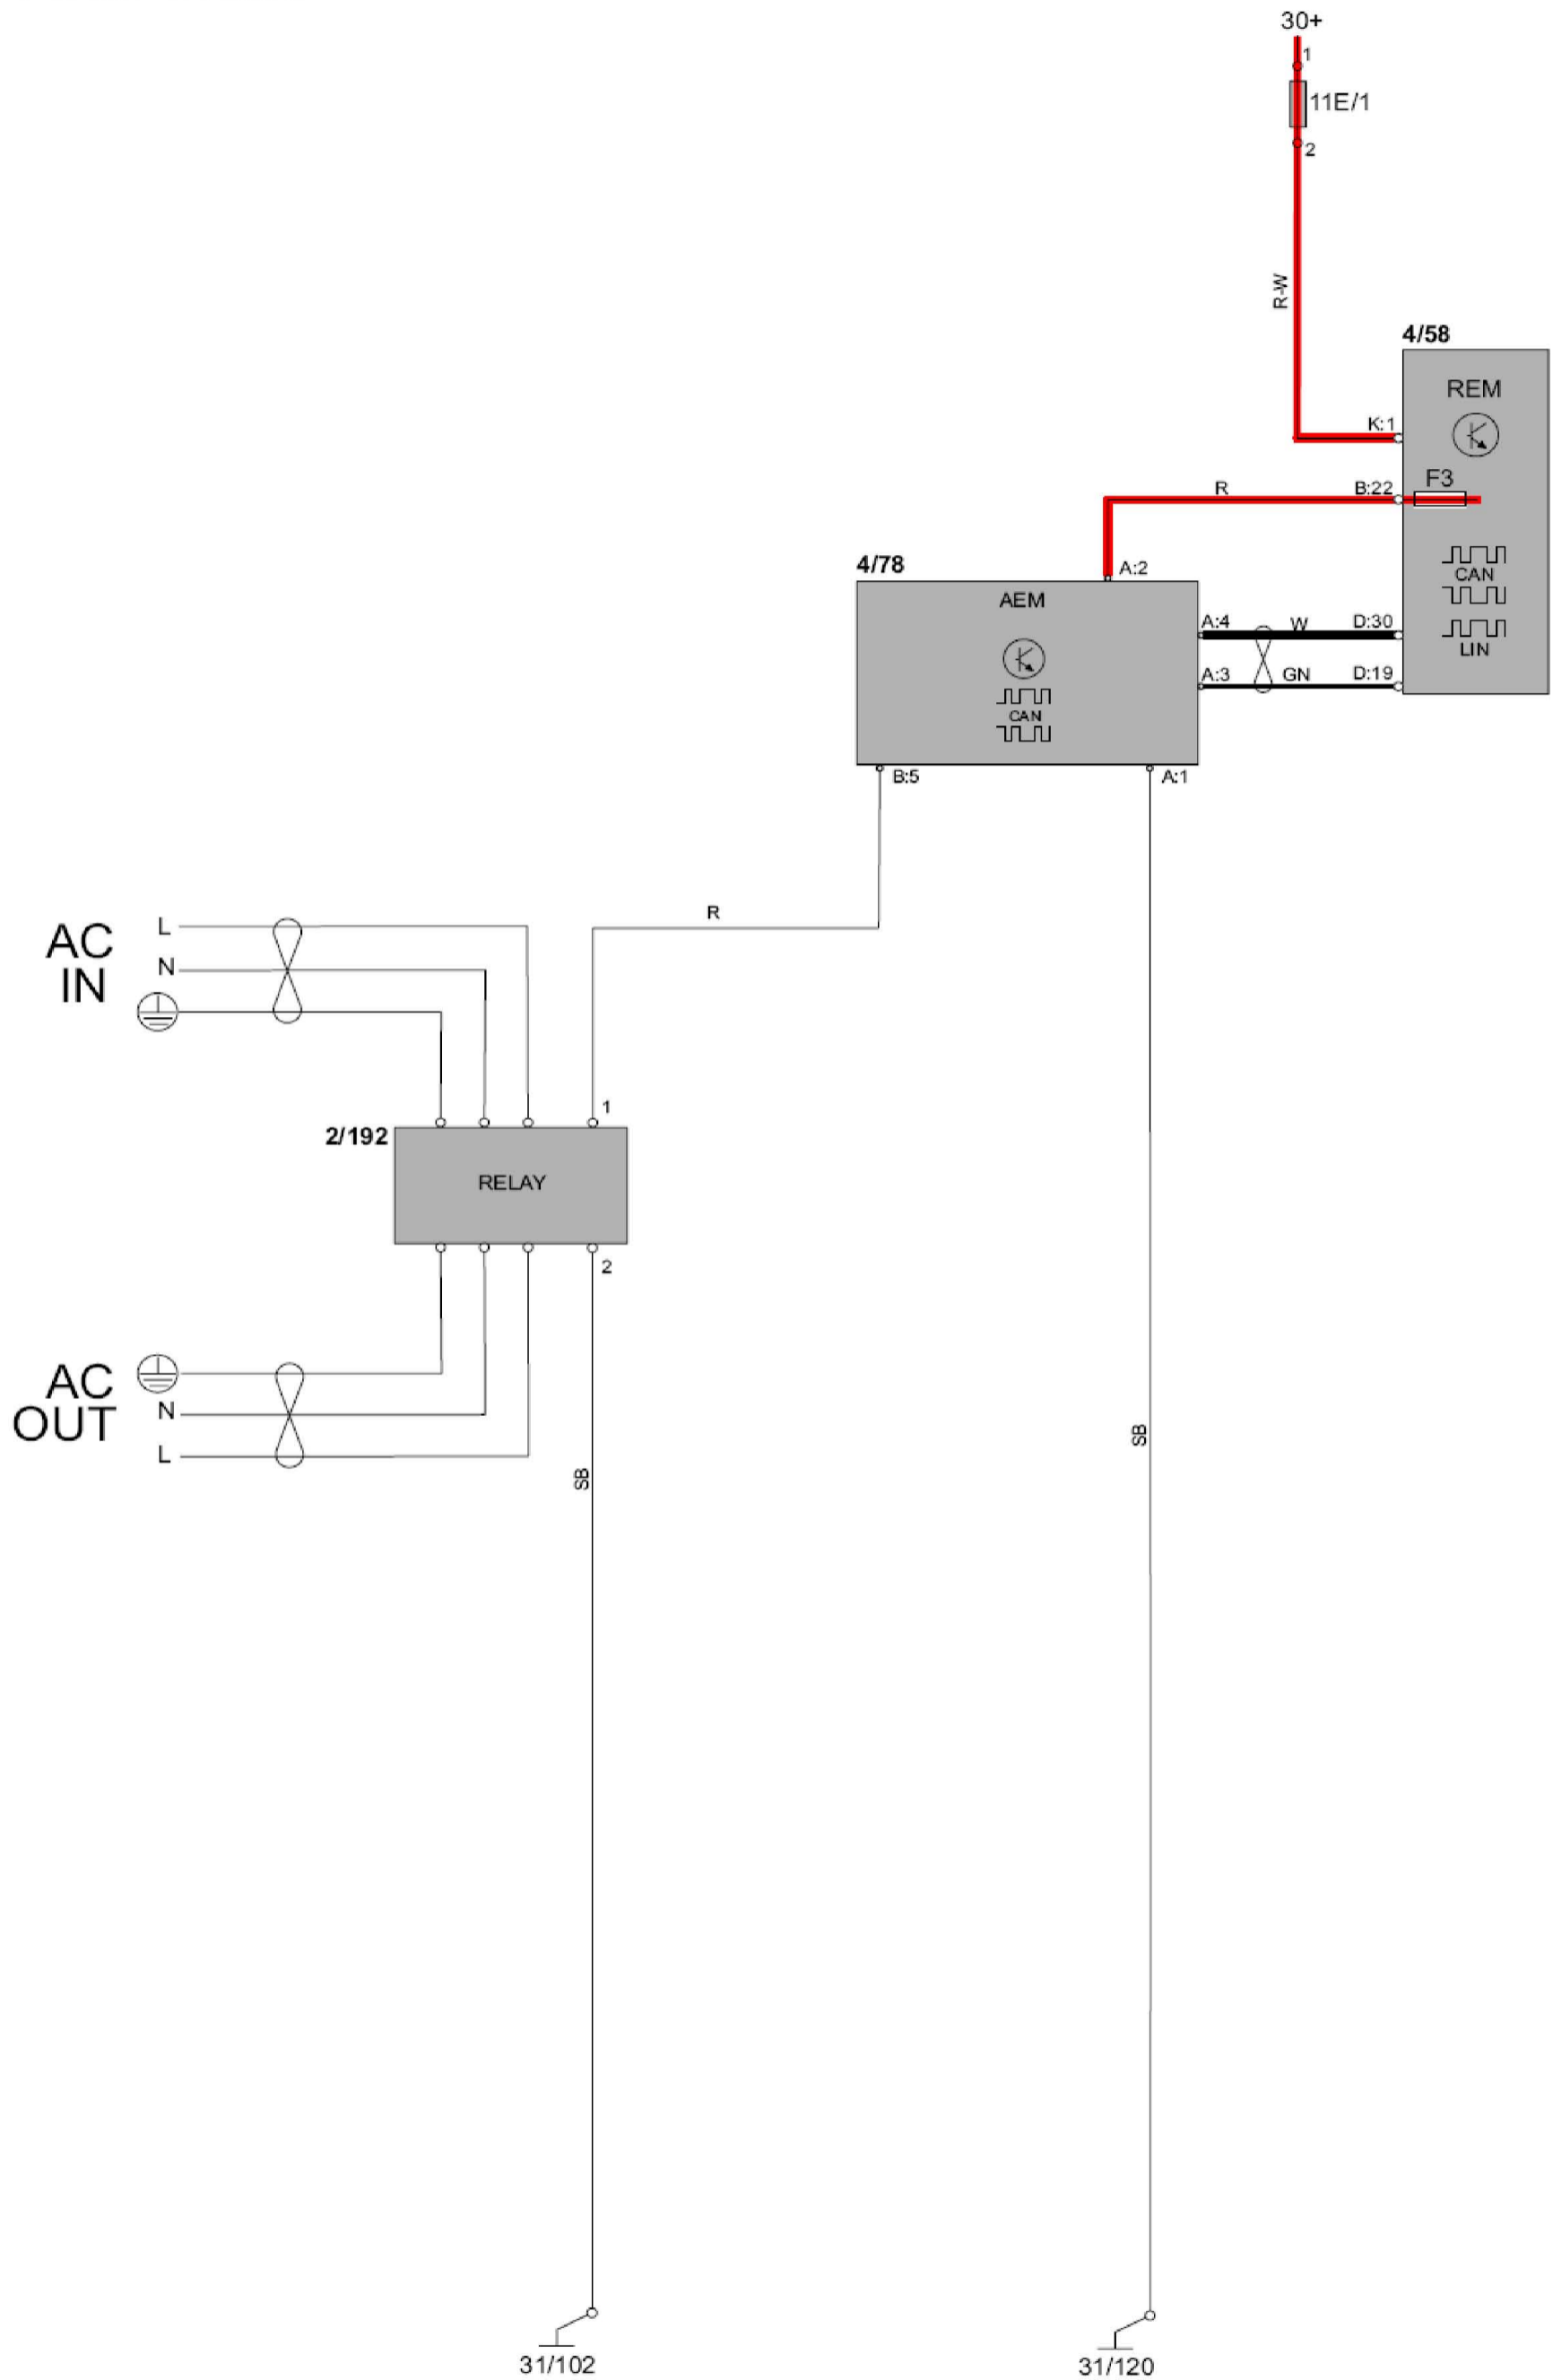 30+
1
11E/1
2
R-W
4/58
REM
K:1
F3
R
B:22
CAN
LIN
4/78
A:2
AEM
A:4
W
D:30
A:3
GN
D:19
CAN
B:5
A:1
R
AC
IN
L
N
1
2/192
RELAY
2
AC
OUT
N
L
SB
SB
31/102
31/120